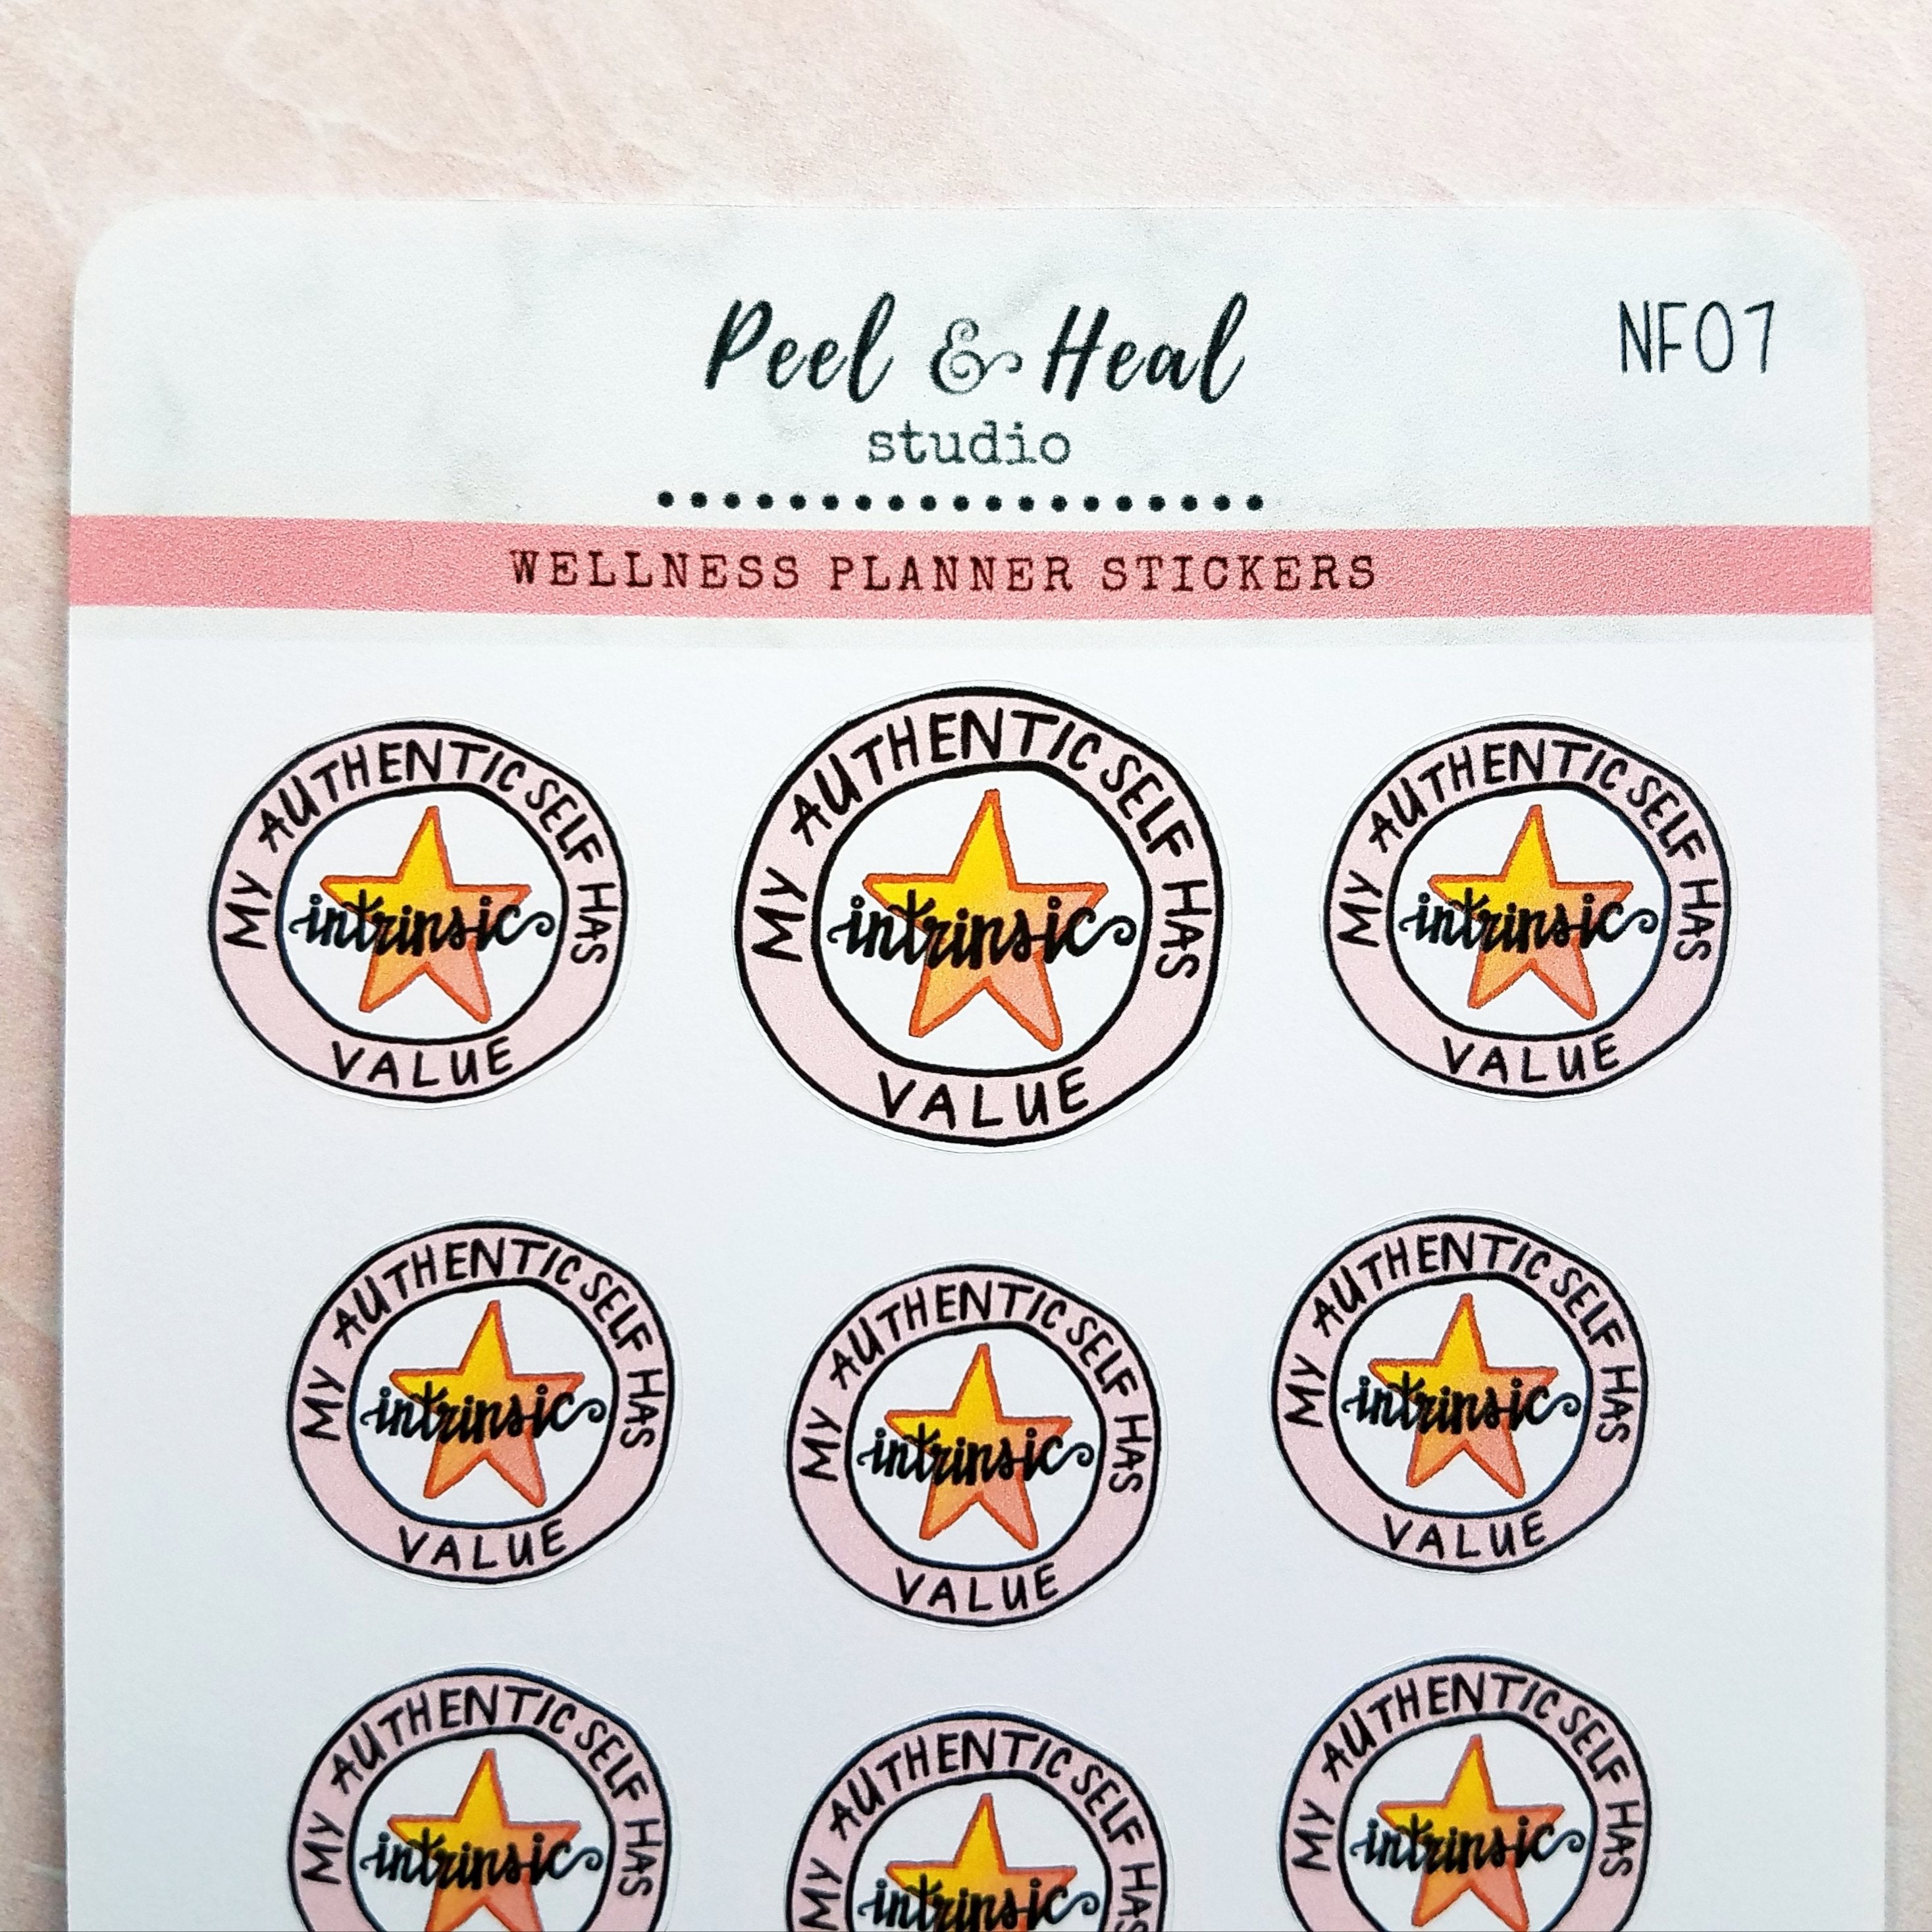 Peel & Heal
NF07
studio
WELLNESS PLANNER STICKERS
MY AUTHENTIC SELF HAS
intrinsic
VALUE
MY AUTHENTIC SELF HAS
intrinsic
VALUE
MY AUTHENTIC SELF HAS
intrinsic
VALUE
MY AUTHENTIC SELF HAS
intrinsic
VALUE
MY AUTHENTIC SELF HAS
intrinsic
VALUE
MY AUTHENTIC SELF HAS
intrinsic
VALUE
MY AUTHENTIC SELF HAS
intrinsic
MY AUTHENTIC SELF HAS
intrinsic
MY AUTHENTIC SELF HAS
intrinsic